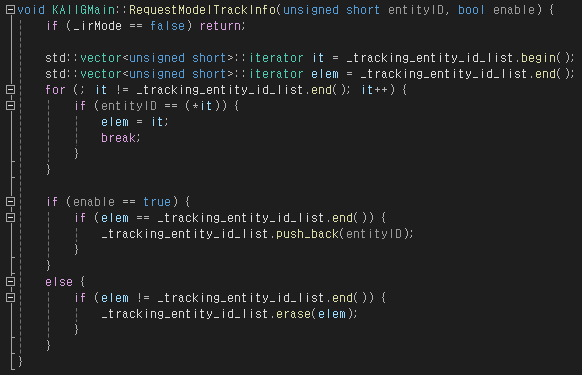 void KAIIGMain::RequestModelTrackInfo(unsigned short entityID, bool enable) {
if (_irMode == false) return;
std::vector<unsigned short>::iterator it = _tracking_entity_id_list.begin();
std::vector<unsigned short>::iterator elem = _tracking_entity_id_list.end();
for (; it != _tracking_entity_id_list.end(); it++) {
if (entityID == (*it)) {
elem = it;
break;
}
}
if (enable == true) {
if (elem == _tracking_entity_id_list.end()) {
_tracking_entity_id_list.push_back(entityID);
}
}
else {
if (elem != _tracking_entity_id_list.end()) {
_tracking_entity_id_list.erase(elem);
}
}
}